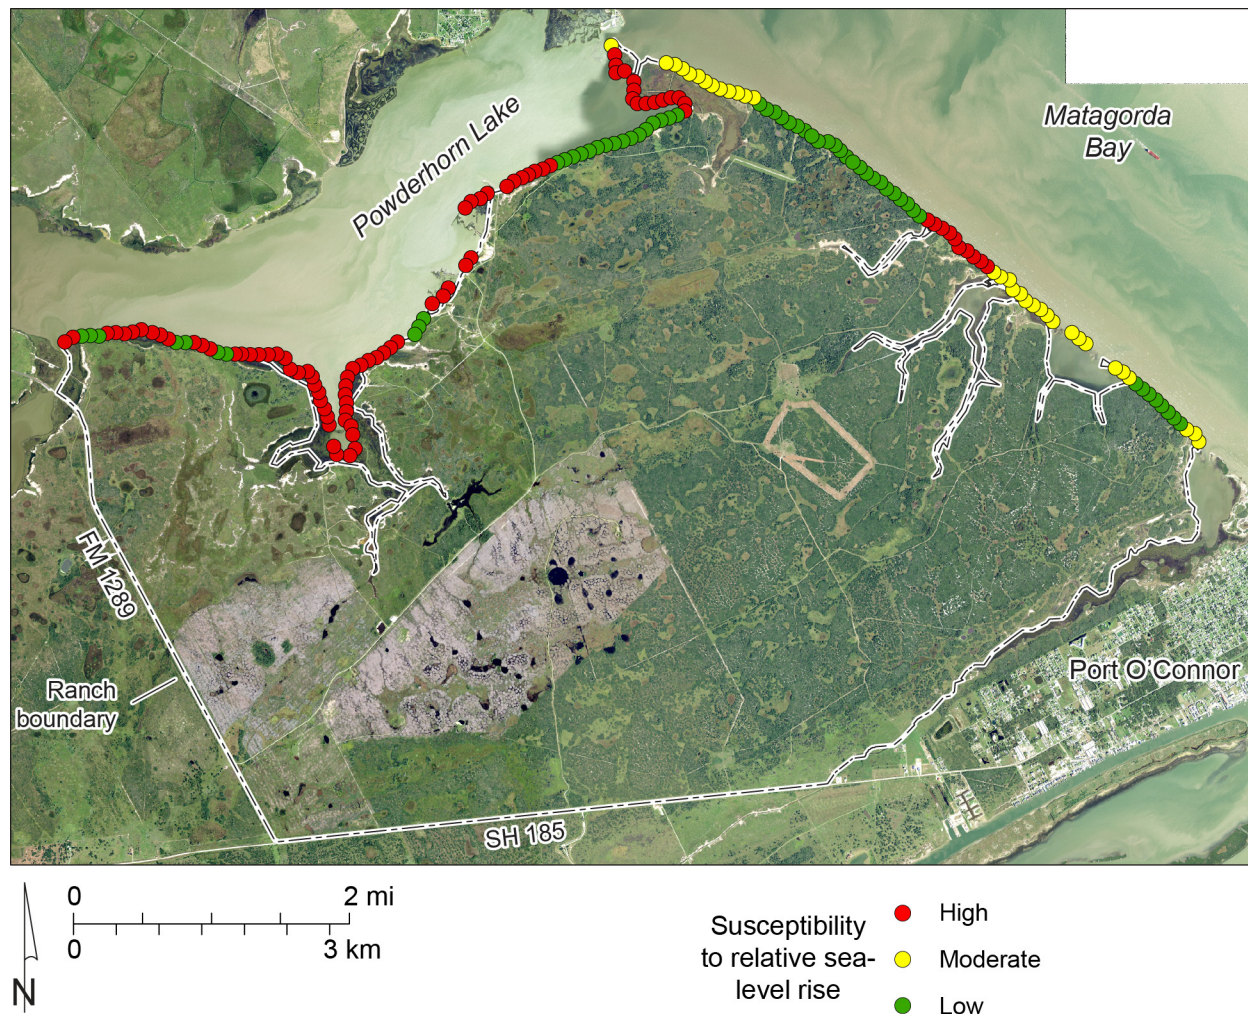 Matagorda
Bay
Powderhorn Lake
FM 1289
Ranch
boundary
Port O'Connor
SH 185
0 2 mi
0 3 km
N
Susceptibility
to relative sea-
level rise
High
Moderate
Low